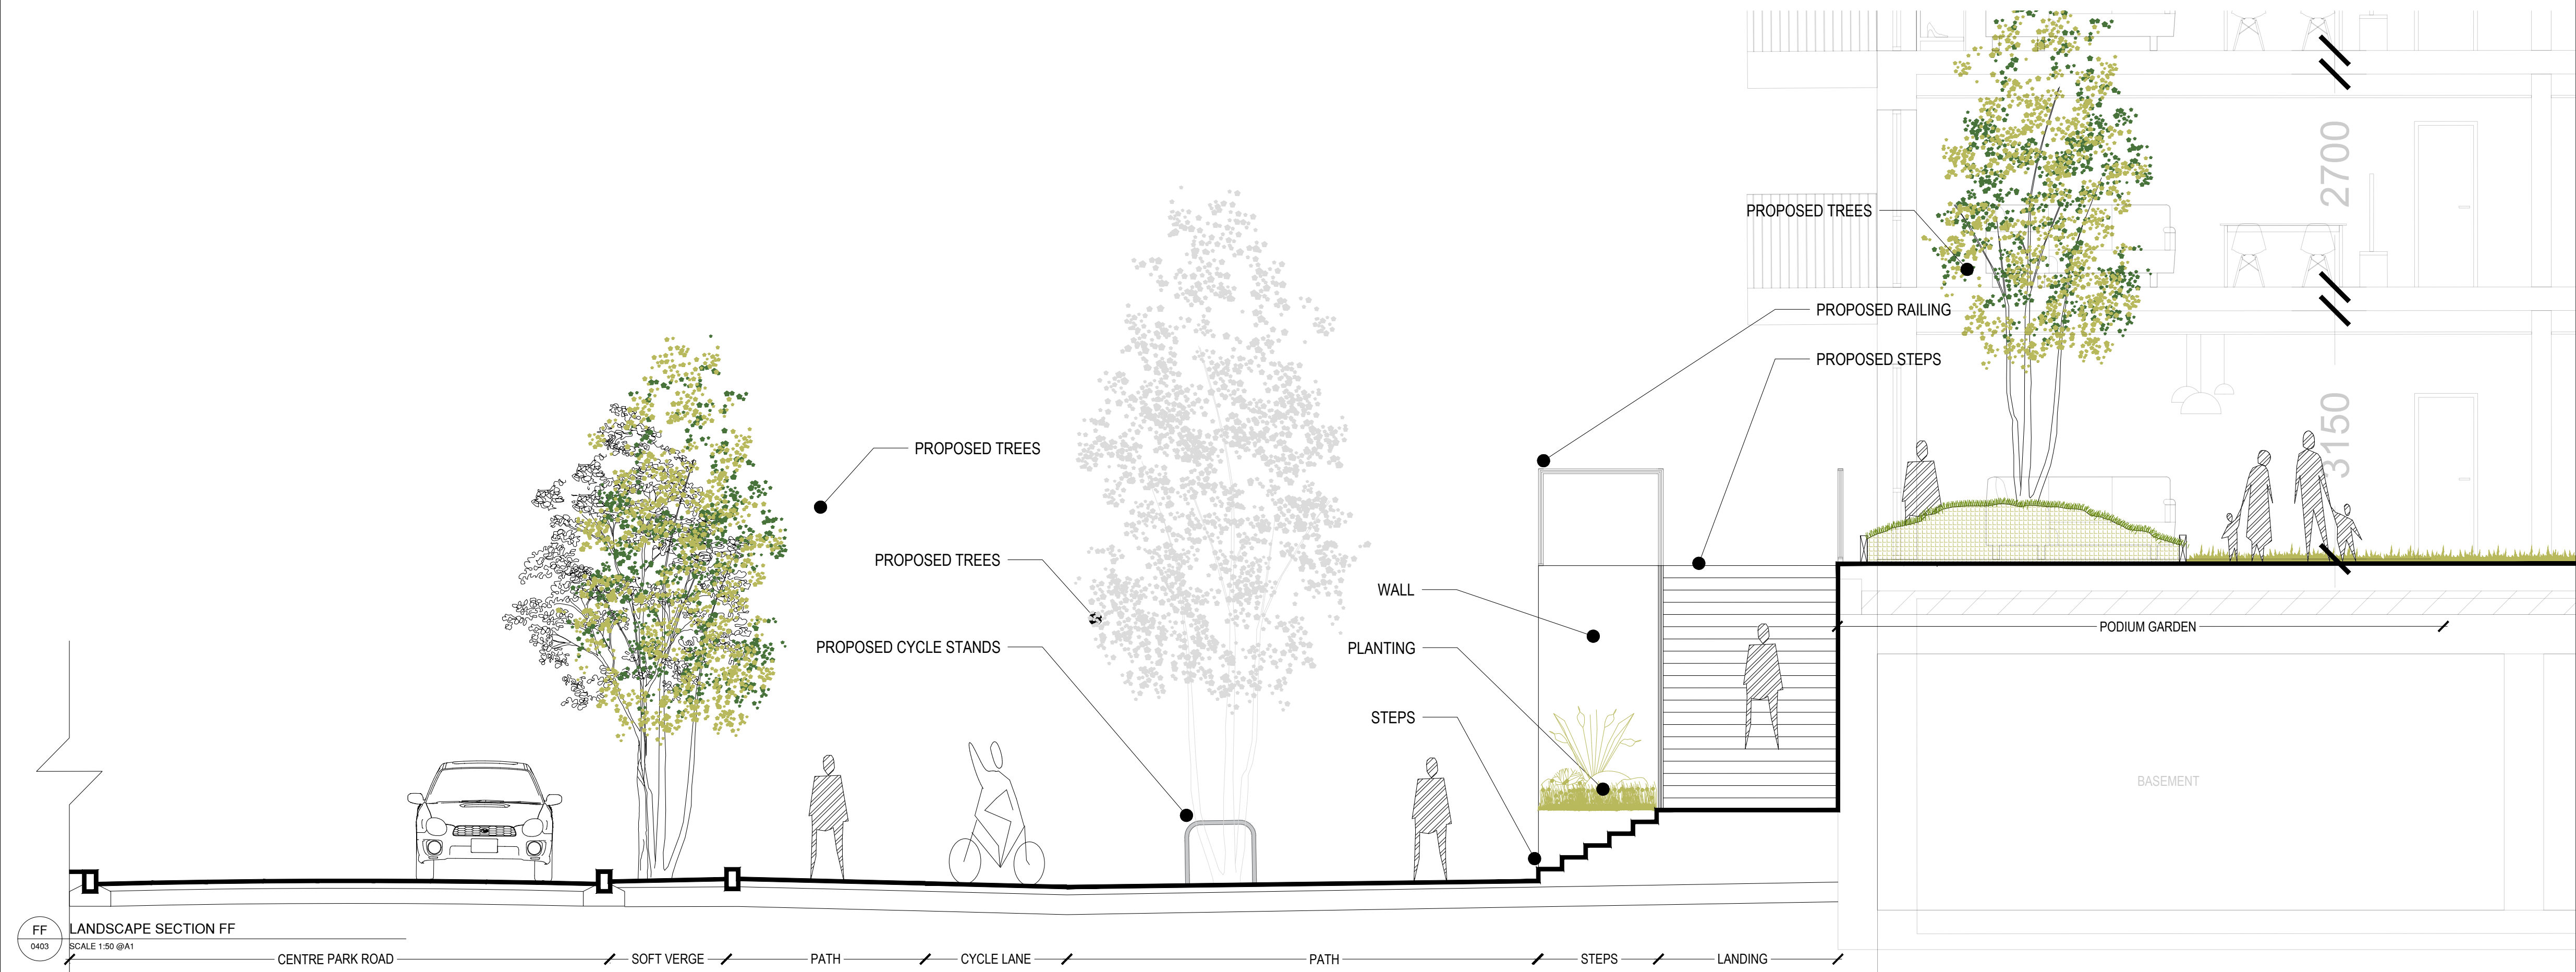 2700
PROPOSED TREES
PROPOSED RAILING
PROPOSED STEPS
3150
PROPOSED TREES
PROPOSED TREES
WALL
PROPOSED CYCLE STANDS
PLANTING
PODIUM GARDEN
STEPS
BASEMENT
FF
0403
LANDSCAPE SECTION FF
SCALE 1:50 @A1
CENTRE PARK ROAD
SOFT VERGE
PATH
CYCLE LANE
PATH
STEPS
LANDING